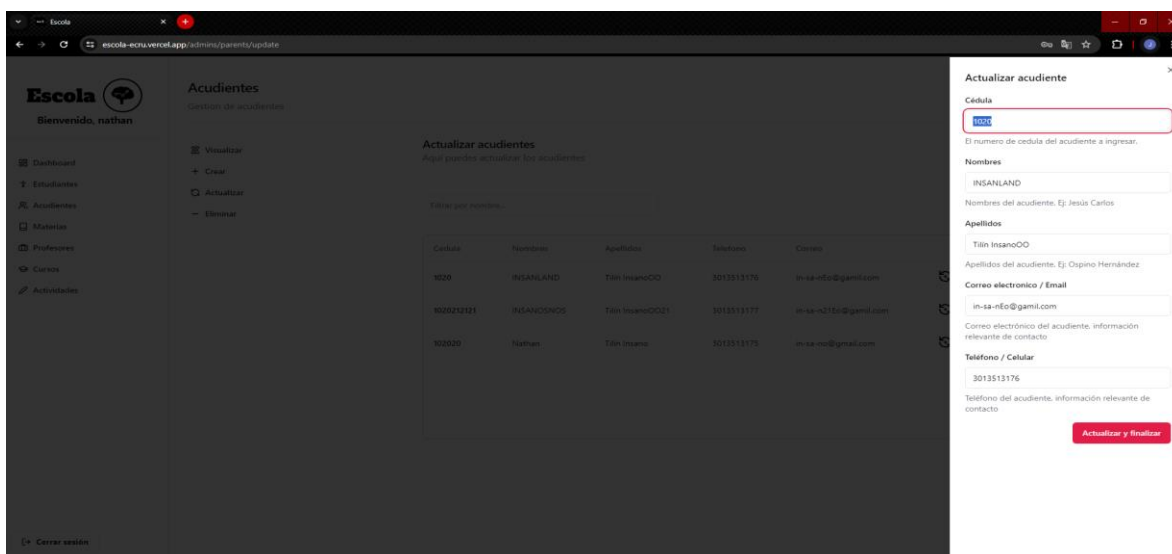 Escola
escola-ecru.vercel.app/admins/parents/update
Escola
Bienvenido, nathan
Dashboard
Estudiantes
Acudientes
Materias
Profesores
Cursos
Actividades
Cerrar sesión
Acudientes
Gestión de acudientes.
Visualizar
Crear
Actualizar
Eliminar
Actualizar acudientes
Aquí puedes actualizar los acudientes
Filtrar por nombre...
Cedula Nombres Apellidos Telefono Correo
1020 INSANLAND Tilín InsanoOO 3013513176 in-sa-nEo@gamil.com
1020212121 INSANOSNOS Tilín InsanoOO21 3013513177 in-sa-n21Eo@gamil.com
102020 Nathan Tilín Insano 3013513175 in-sa-no@gmail.com
Actualizar acudiente
Cédula
1020
El numero de cedula del acudiente a ingresar.
Nombres
INSANLAND
Nombres del acudiente. Ej: Jesús Carlos
Apellidos
Tilín InsanoOO
Apellidos del acudiente. Ej: Ospino Hernández
Correo electronico / Email
in-sa-nEo@gamil.com
Correo electrónico del acudiente, información
relevante de contacto
Teléfono / Celular
3013513176
Teléfono del acudiente, información relevante de
contacto
Actualizar y finalizar